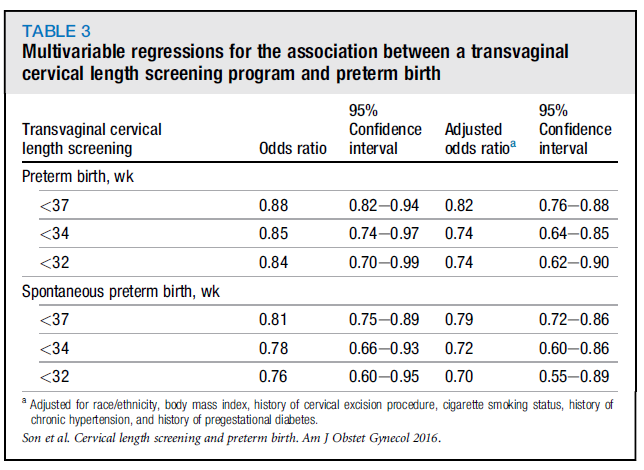 TABLE 3
Multivariable regressions for the association between a transvaginal
cervical length screening program and preterm birth
95% 95%
Transvaginal cervical Confidence Adjusted Confidence
length screening Odds ratio interval odds ratioᵃ interval
Preterm birth, wk
<37 0.88 0.82–0.94 0.82 0.76–0.88
<34 0.85 0.74–0.97 0.74 0.64–0.85
<32 0.84 0.70–0.99 0.74 0.62–0.90
Spontaneous preterm birth, wk
<37 0.81 0.75–0.89 0.79 0.72–0.86
<34 0.78 0.66–0.93 0.72 0.60–0.86
<32 0.76 0.60–0.95 0.70 0.55–0.89
ᵃ Adjusted for race/ethnicity, body mass index, history of cervical excision procedure, cigarette smoking status, history of
chronic hypertension, and history of pregestational diabetes.
Son et al. Cervical length screening and preterm birth. Am J Obstet Gynecol 2016.